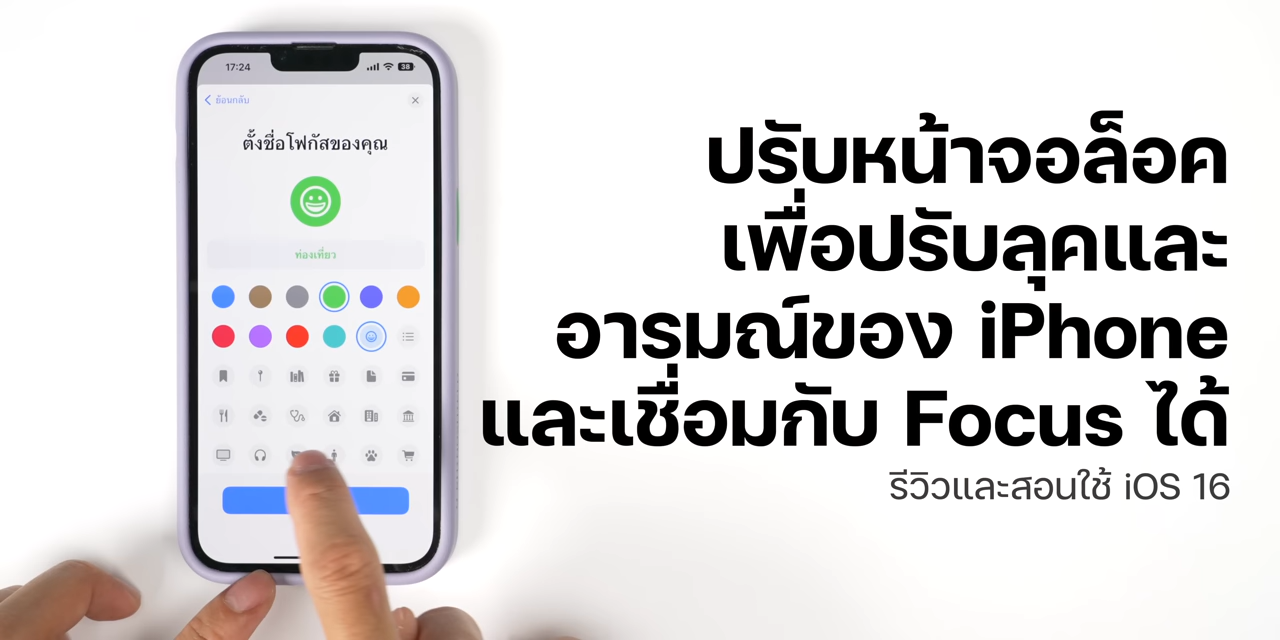 17:24
38
ย้อนกลับ
ตั้งชื่อโฟกัสของคุณ
ท่องเที่ยว
ปรับหน้าจอล็อค
เพื่อปรับลุคและ
อารมณ์ของ iPhone
และเชื่อมกับ Focus ได้
รีวิวและสอนใช้ iOS 16